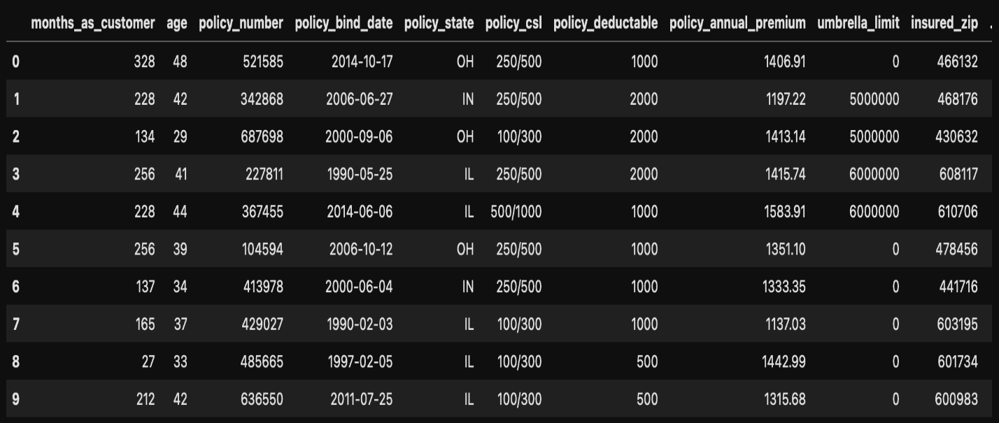 months_as_customer age policy_number policy_bind_date policy_state policy_csl policy_deductable policy_annual_premium umbrella_limit insured_zip .
0 328 48 521585 2014-10-17 OH 250/500 1000 1406.91 0 466132
1 228 42 342868 2006-06-27 IN 250/500 2000 1197.22 5000000 468176
2 134 29 687698 2000-09-06 OH 100/300 2000 1413.14 5000000 430632
3 256 41 227811 1990-05-25 IL 250/500 2000 1415.74 6000000 608117
4 228 44 367455 2014-06-06 IL 500/1000 1000 1583.91 6000000 610706
5 256 39 104594 2006-10-12 OH 250/500 1000 1351.10 0 478456
6 137 34 413978 2000-06-04 IN 250/500 1000 1333.35 0 441716
7 165 37 429027 1990-02-03 IL 100/300 1000 1137.03 0 603195
8 27 33 485665 1997-02-05 IL 100/300 500 1442.99 0 601734
9 212 42 636550 2011-07-25 IL 100/300 500 1315.68 0 600983